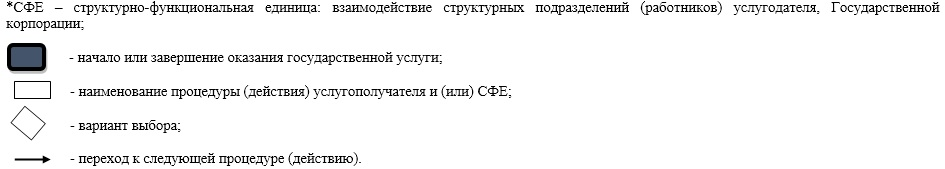 *СФЕ – структурно-функциональная единица: взаимодействие структурных подразделений (работников) услугодателя, Государственной
корпорации;
- начало или завершение оказания государственной услуги;
- наименование процедуры (действия) услугополучателя и (или) СФЕ;
- вариант выбора;
- переход к следующей процедуре (действию).